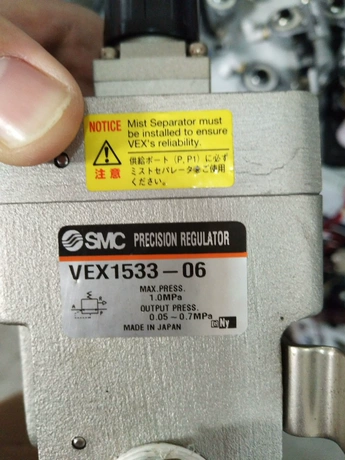 NOTICE
Mist Separator must
be installed to ensure
VEX's reliability.
注意
供給ポート (P, P1) に必ず
ミストセパレータをご使用
ください。
SMC PRECISION REGULATOR
VEX1533-06
MAX.PRESS.
1.0MPa
OUTPUT PRESS.
0.05~0.7MPa
MADE IN JAPAN